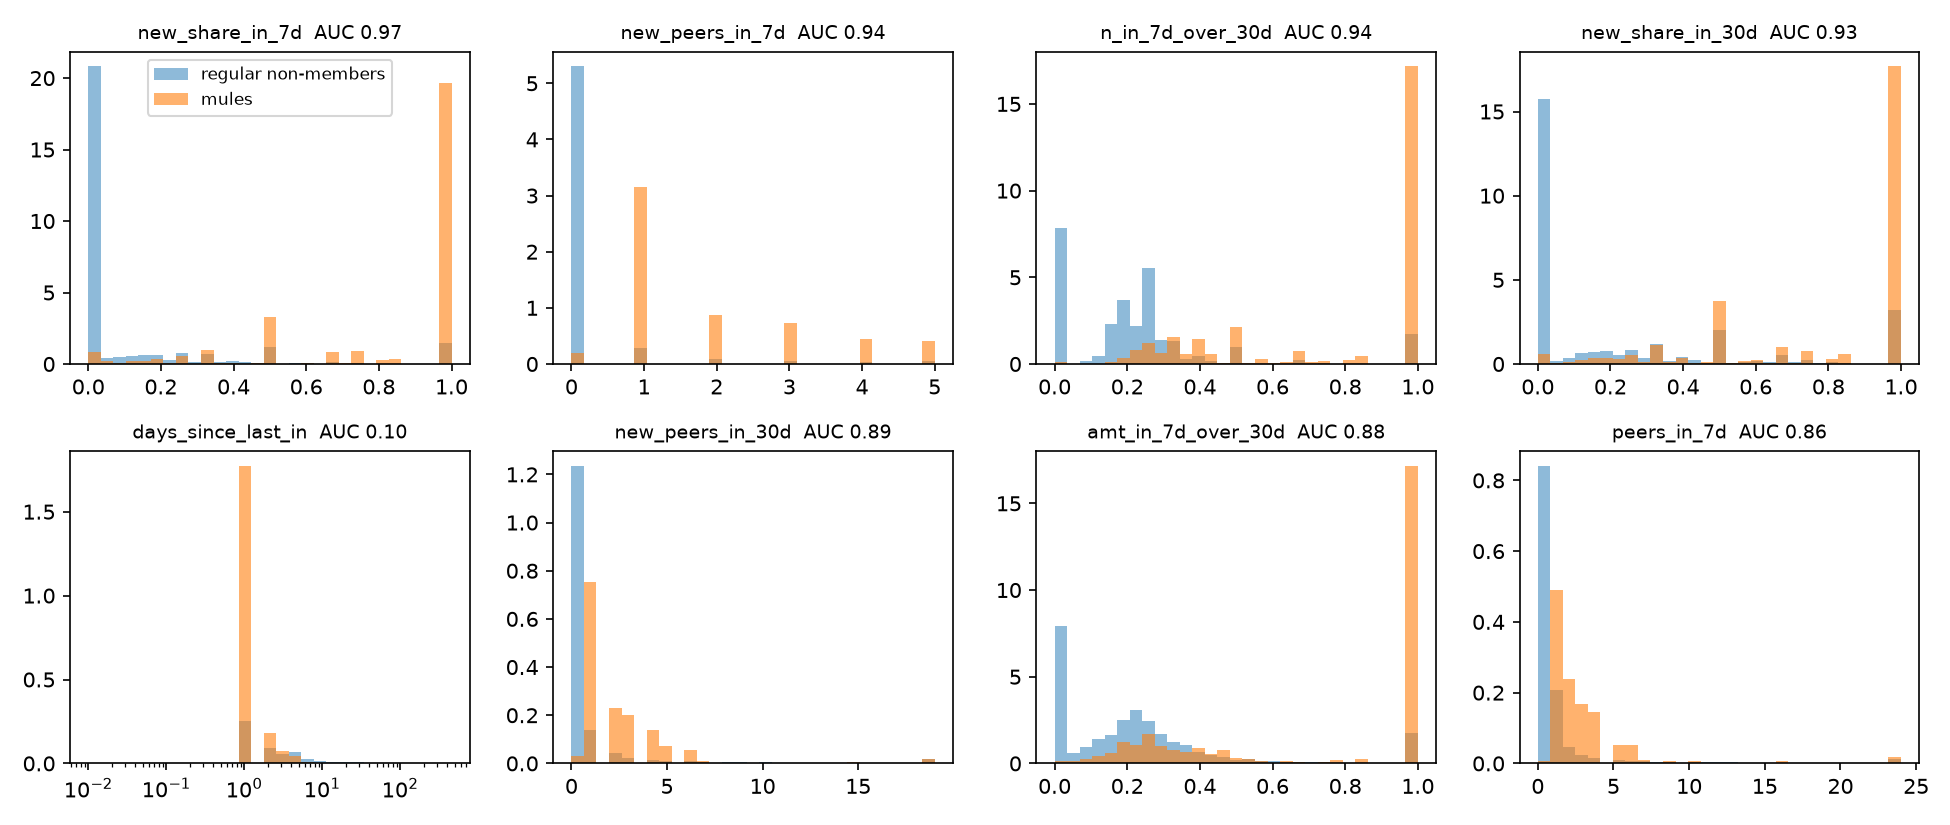 new_share_in_7d  AUC 0.97
20
15
10
5
0
0.0 0.2 0.4 0.6 0.8 1.0
regular non-members
mules
new_peers_in_7d  AUC 0.94
5
4
3
2
1
0
0 1 2 3 4 5
n_in_7d_over_30d  AUC 0.94
15
10
5
0
0.0 0.2 0.4 0.6 0.8 1.0
new_share_in_30d  AUC 0.93
15
10
5
0
0.0 0.2 0.4 0.6 0.8 1.0
days_since_last_in  AUC 0.10
1.5
1.0
0.5
0.0
10⁻² 10⁻¹ 10⁰ 10¹ 10²
new_peers_in_30d  AUC 0.89
1.2
1.0
0.8
0.6
0.4
0.2
0.0
0 5 10 15
amt_in_7d_over_30d  AUC 0.88
15
10
5
0
0.0 0.2 0.4 0.6 0.8 1.0
peers_in_7d  AUC 0.86
0.8
0.6
0.4
0.2
0.0
0 5 10 15 20 25